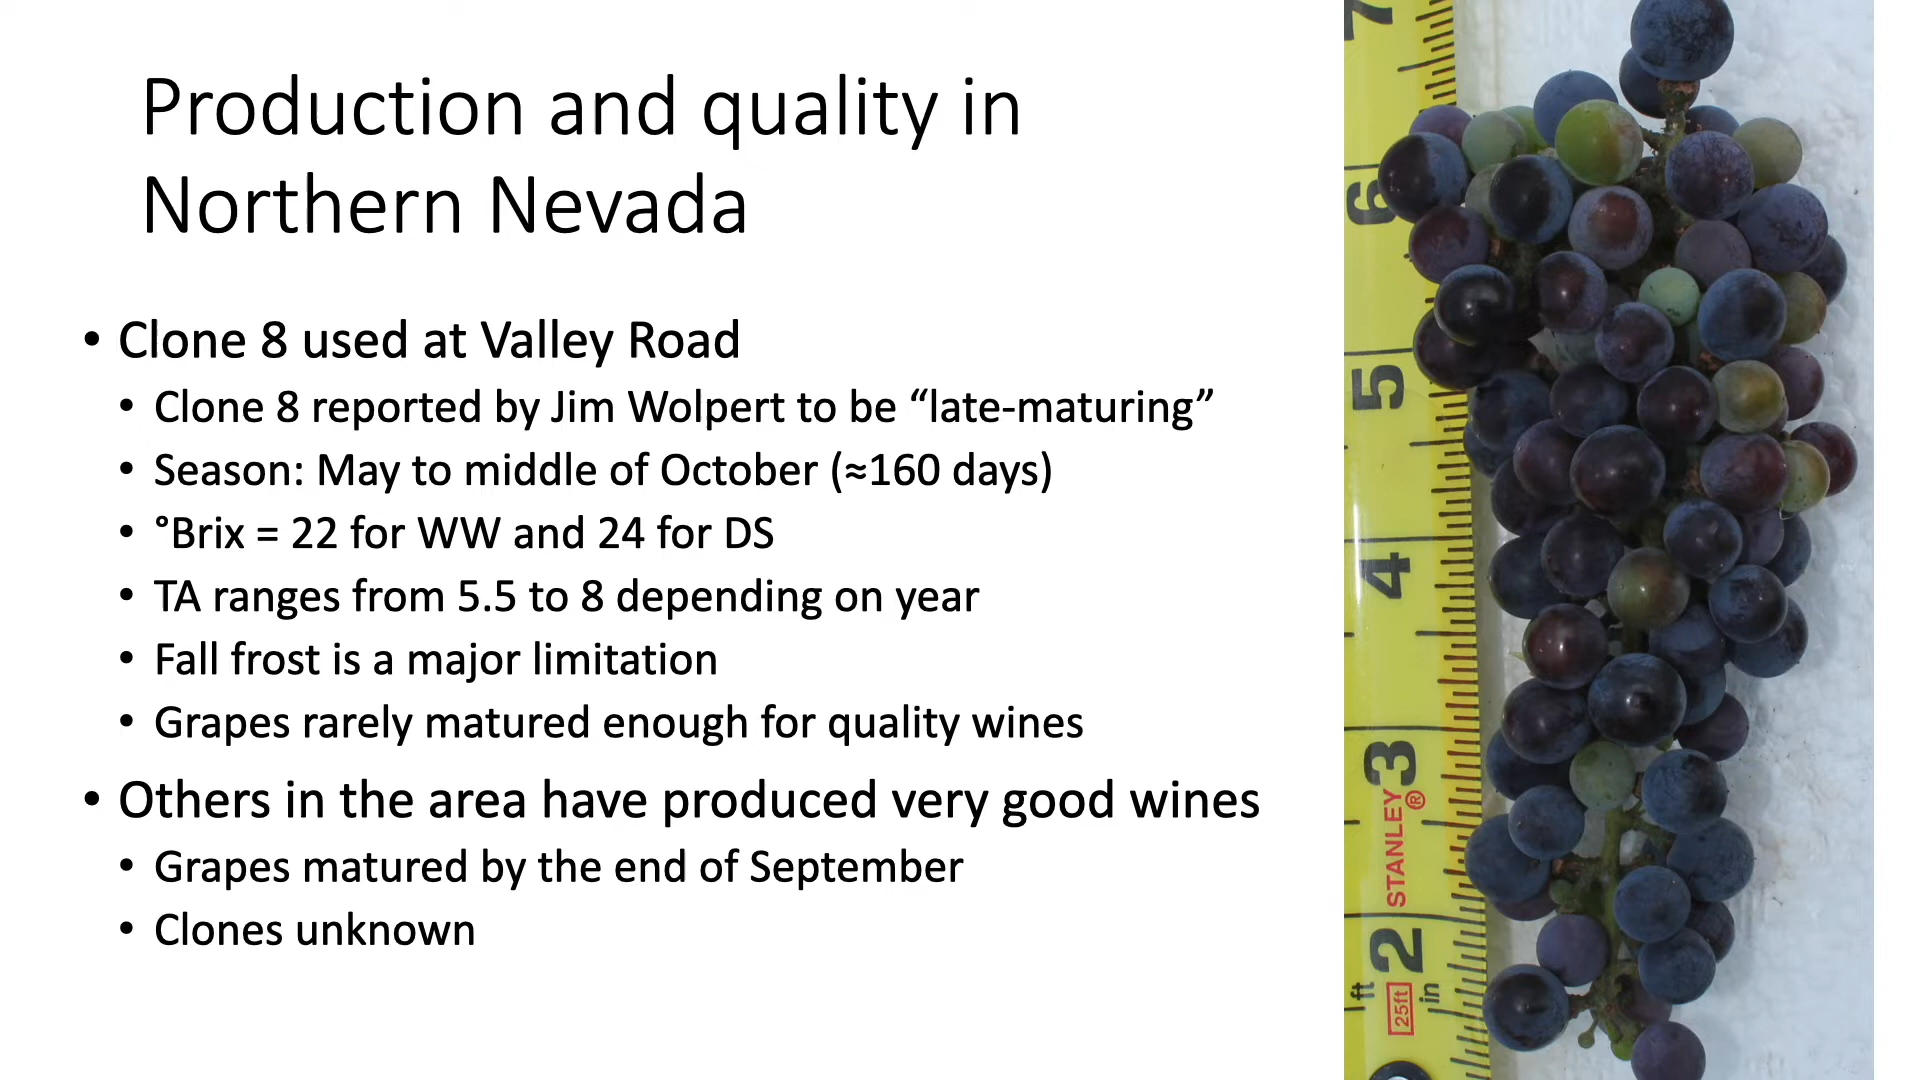 Production and quality in
Northern Nevada
• Clone 8 used at Valley Road
• Clone 8 reported by Jim Wolpert to be “late-maturing”
• Season: May to middle of October (≈160 days)
• °Brix = 22 for WW and 24 for DS
• TA ranges from 5.5 to 8 depending on year
• Fall frost is a major limitation
• Grapes rarely matured enough for quality wines
• Others in the area have produced very good wines
• Grapes matured by the end of September
• Clones unknown
7
6
5
4
3
STANLEY®
2
ft
25ft
in